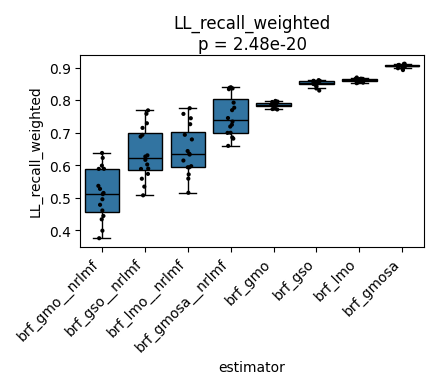 LL_recall_weighted
p = 2.48e-20
LL_recall_weighted
0.9
0.8
0.7
0.6
0.5
0.4
brf_gmo__nrlmf
brf_gso__nrlmf
brf_lmo__nrlmf
brf_gmosa__nrlmf
brf_gmo
brf_gso
brf_lmo
brf_gmosa
estimator